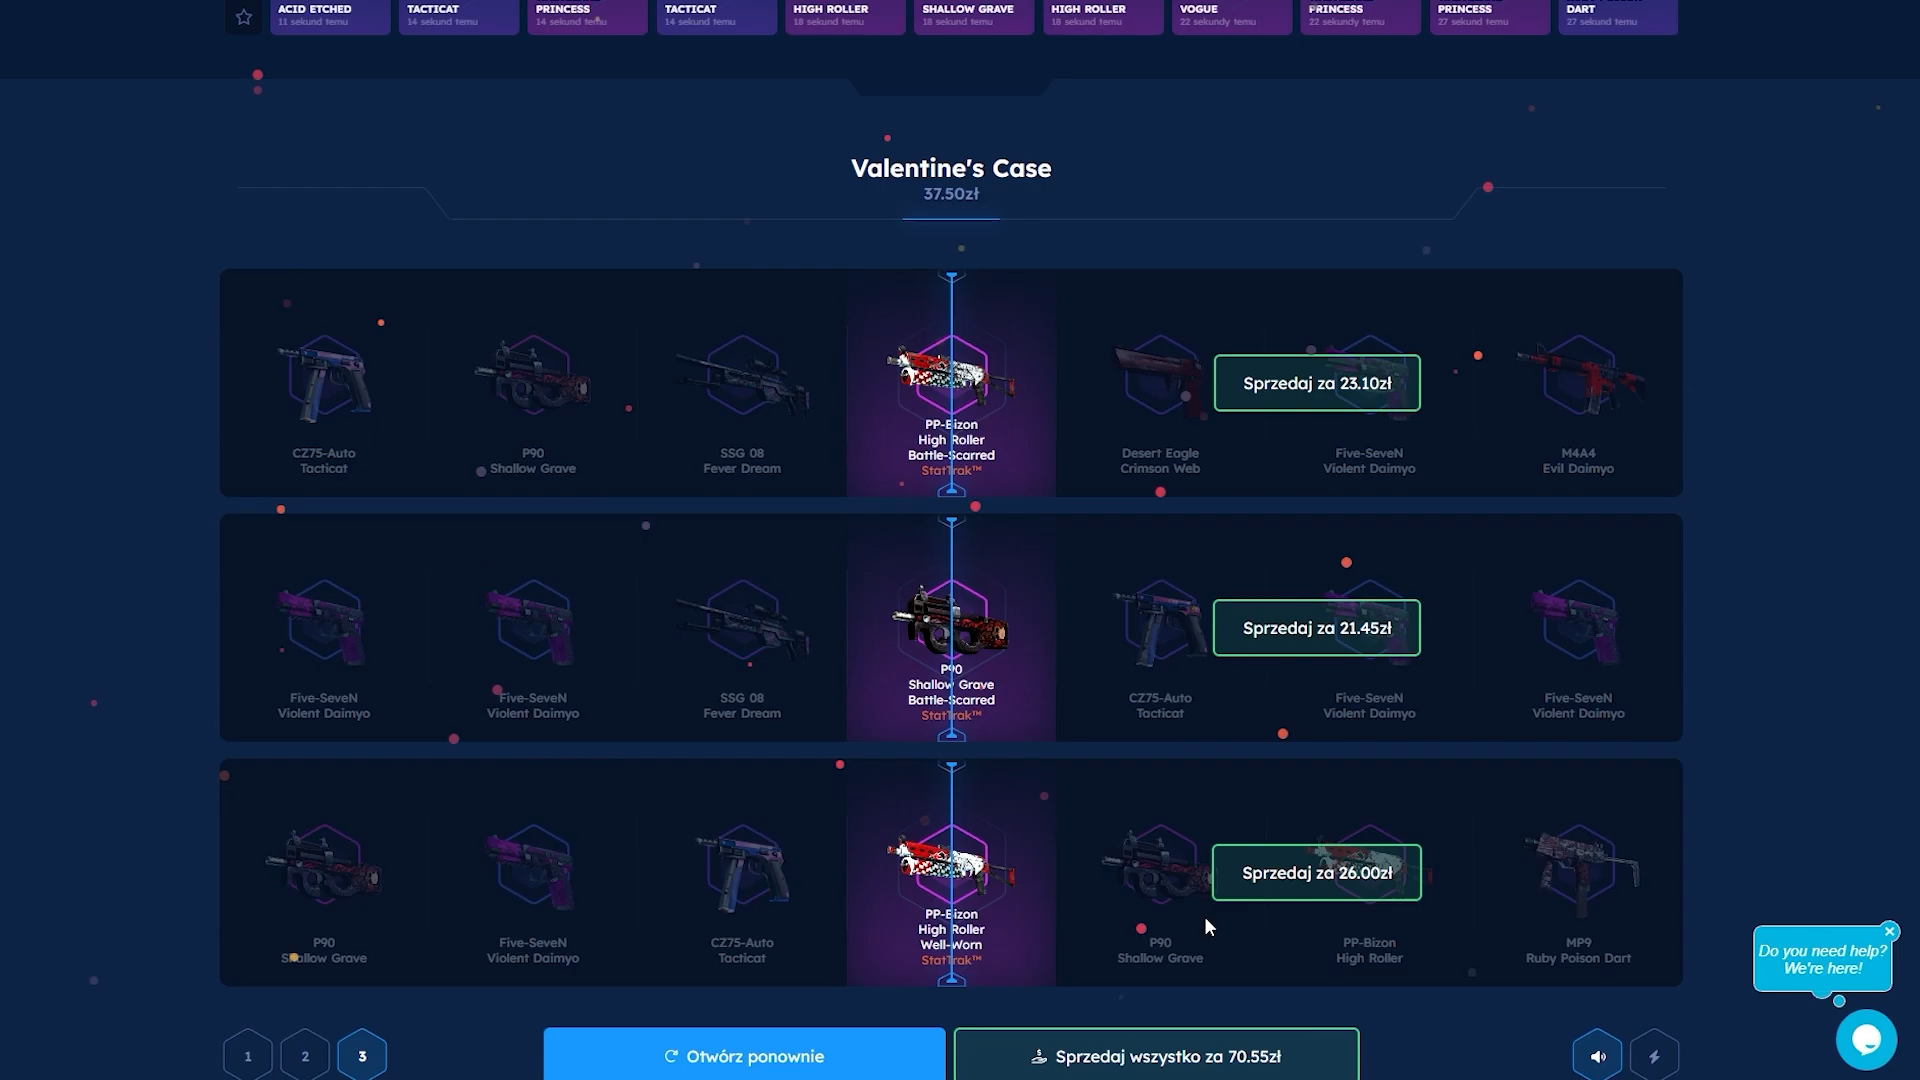 ACID ETCHED
11 sekund temu
TACTICAT
14 sekund temu
PRINCESS
14 sekund temu
TACTICAT
14 sekund temu
HIGH ROLLER
18 sekund temu
SHALLOW GRAVE
18 sekund temu
HIGH ROLLER
18 sekund temu
VOGUE
22 sekundy temu
PRINCESS
22 sekundy temu
PRINCESS
27 sekund temu
DART
27 sekund temu
Valentine's Case
37.50zł
CZ75-Auto
Tacticat
P90
Shallow Grave
SSG 08
Fever Dream
PP-Bizon
High Roller
Battle-Scarred
StatTrak™
Desert Eagle
Crimson Web
Sprzedaj za 23.10zł
Five-SeveN
Violent Daimyo
M4A4
Evil Daimyo
Five-SeveN
Violent Daimyo
Five-SeveN
Violent Daimyo
SSG 08
Fever Dream
P90
Shallow Grave
Battle-Scarred
StatTrak™
CZ75-Auto
Tacticat
Sprzedaj za 21.45zł
Five-SeveN
Violent Daimyo
Five-SeveN
Violent Daimyo
P90
Shallow Grave
Five-SeveN
Violent Daimyo
CZ75-Auto
Tacticat
PP-Bizon
High Roller
Well-Worn
StatTrak™
P90
Shallow Grave
Sprzedaj za 26.00zł
PP-Bizon
High Roller
MP9
Ruby Poison Dart
Do you need help?
We're here!
1
2
3
Otwórz ponownie
Sprzedaj wszystko za 70.55zł